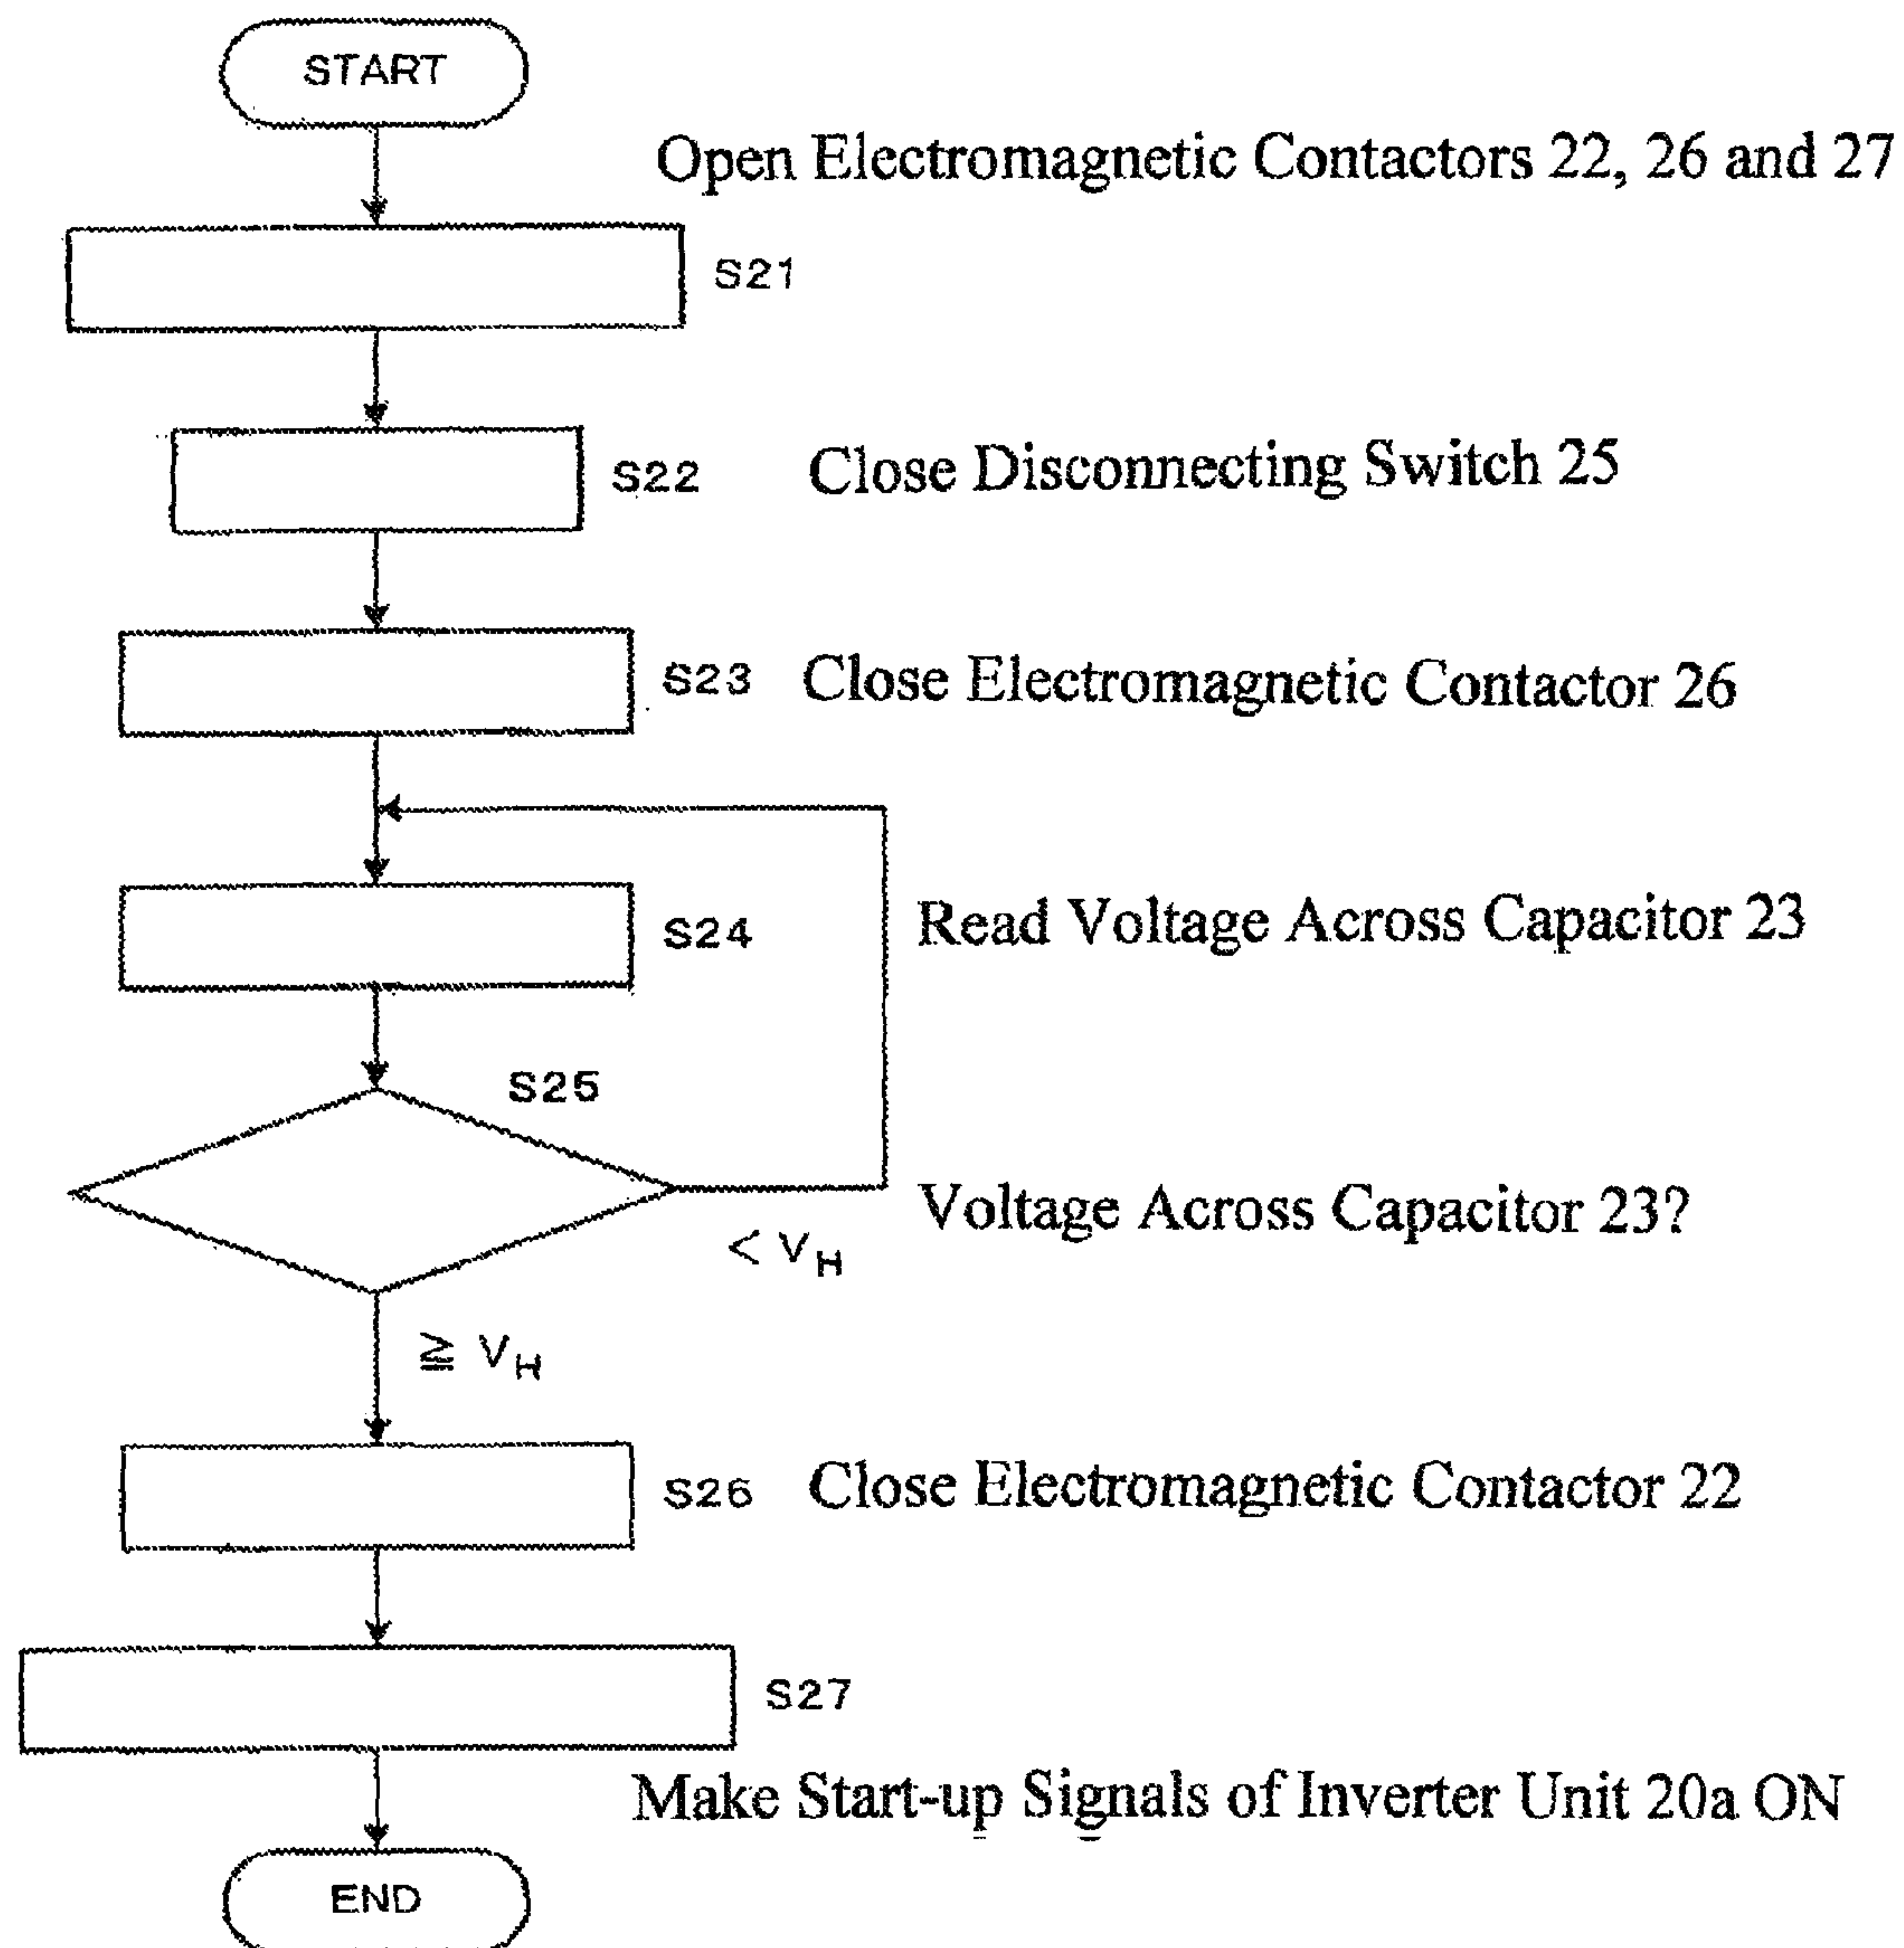 START
Open Electromagnetic Contactors 22, 26 and 27
S21
S22 Close Disconnecting Switch 25
S23 Close Electromagnetic Contactor 26
S24 Read Voltage Across Capacitor 23
S25
Voltage Across Capacitor 23?
< VH
≧ VH
S26 Close Electromagnetic Contactor 22
S27
Make Start-up Signals of Inverter Unit 20a ON
END